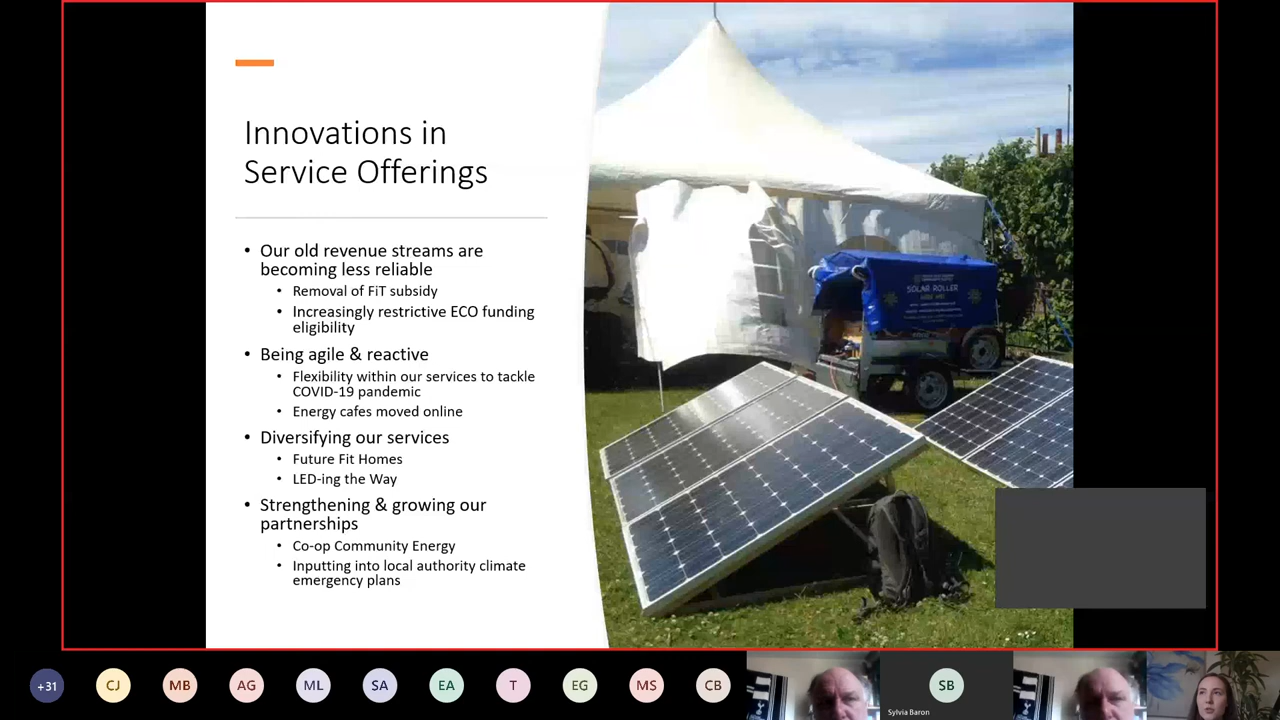 Innovations in
Service Offerings
• Our old revenue streams are
becoming less reliable
• Removal of FiT subsidy
• Increasingly restrictive ECO funding
eligibility
• Being agile & reactive
• Flexibility within our services to tackle
COVID-19 pandemic
• Energy cafes moved online
• Diversifying our services
• Future Fit Homes
• LED-ing the Way
• Strengthening & growing our
partnerships
• Co-op Community Energy
• Inputting into local authority climate
emergency plans
SOLAR ROLLER
+31
CJ
MB
AG
ML
SA
EA
T
EG
MS
CB
SB
Sylvia Baron